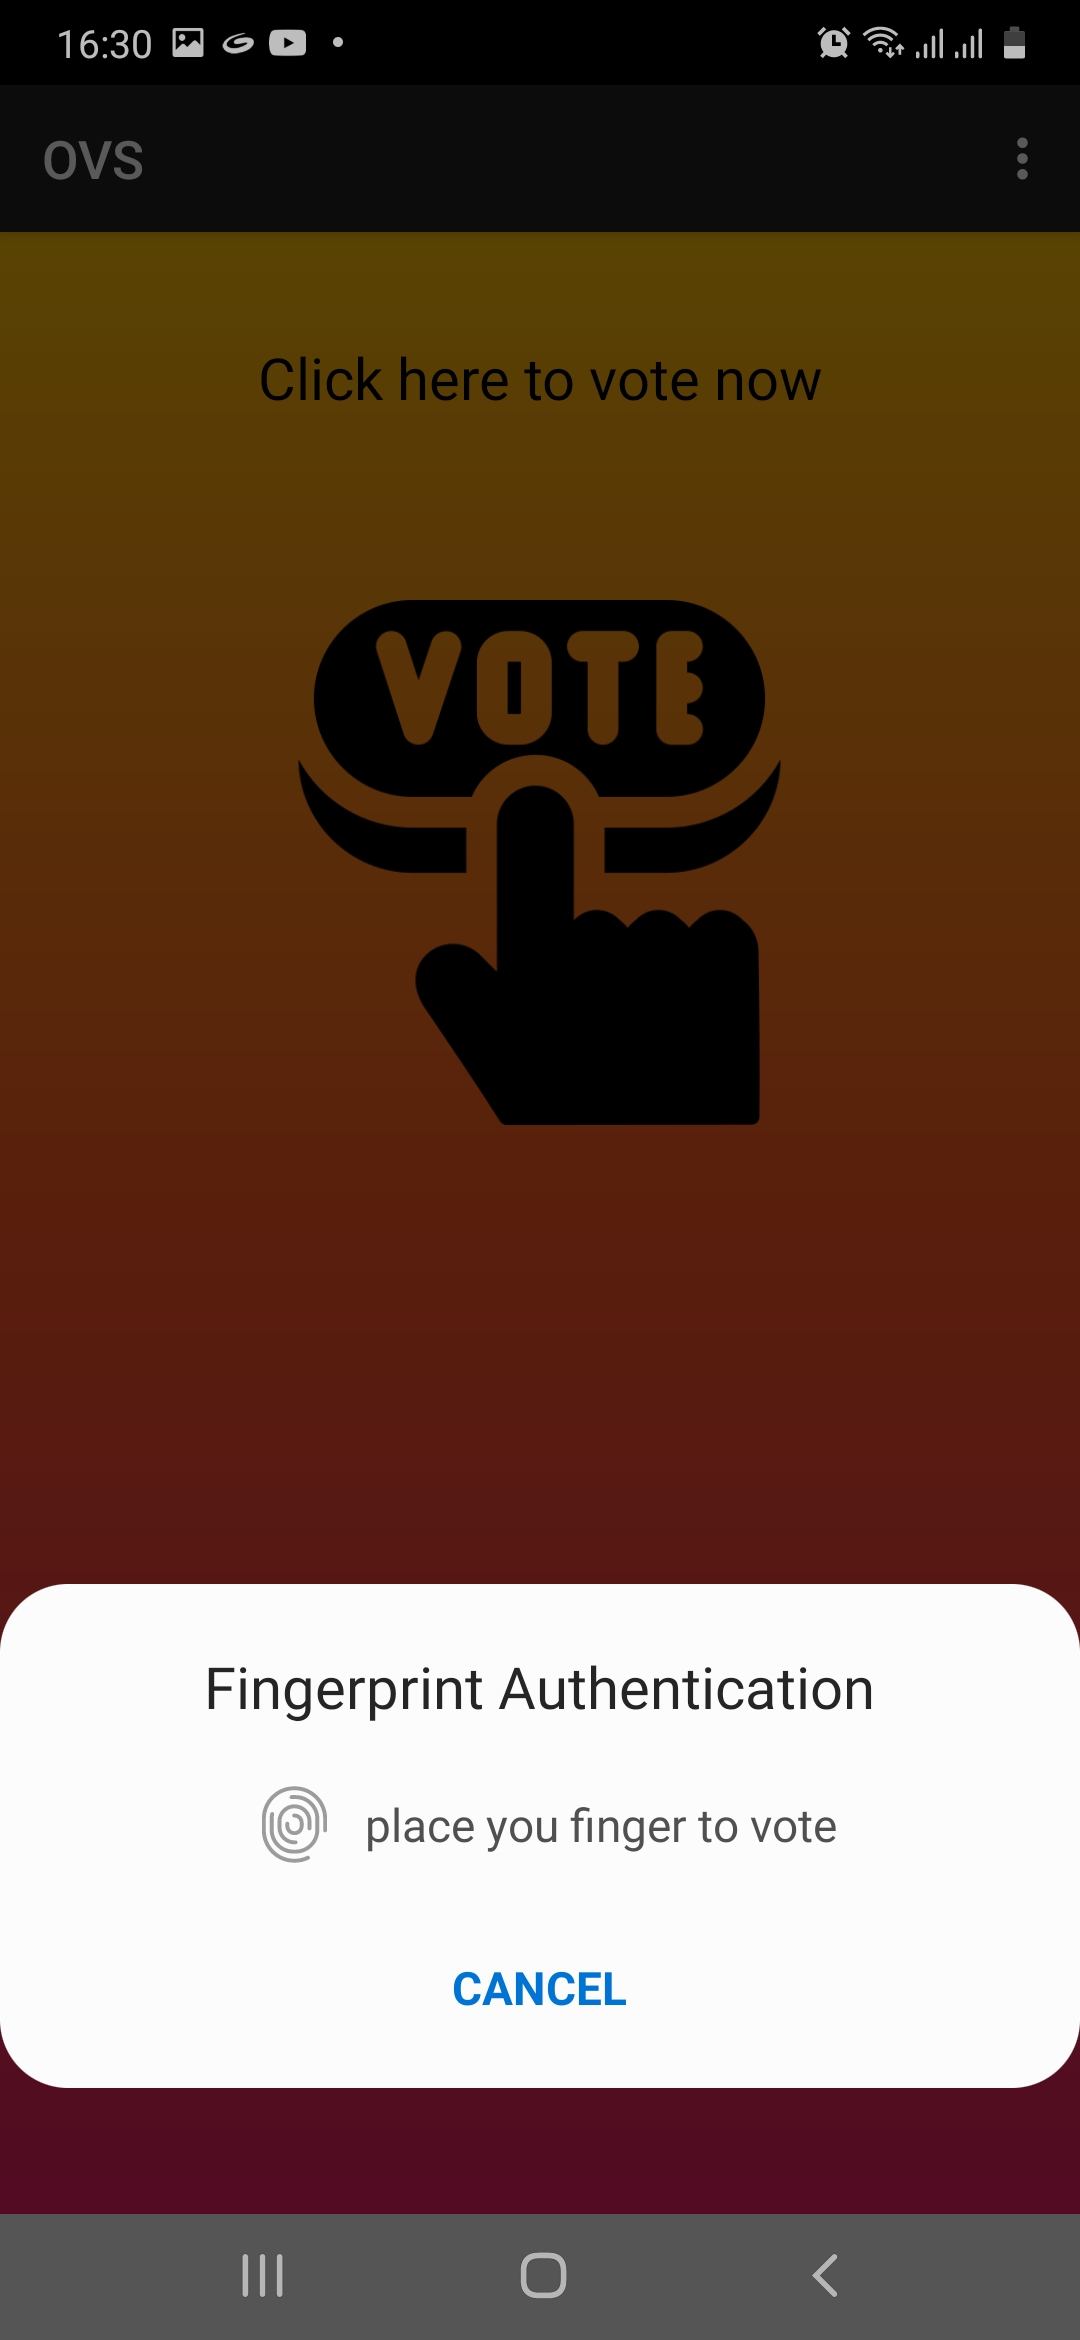 16:30
OVS
Click here to vote now
VOTE
Fingerprint Authentication
place you finger to vote
CANCEL